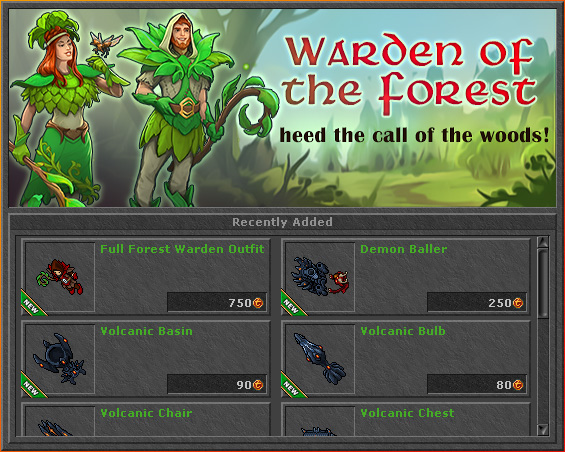 Warden of
the Forest
heed the call of the woods!
Recently Added
Full Forest Warden Outfit
Demon Baller
NEW
750
NEW
250
Volcanic Basin
Volcanic Bulb
NEW
90
NEW
80
Volcanic Chair
Volcanic Chest